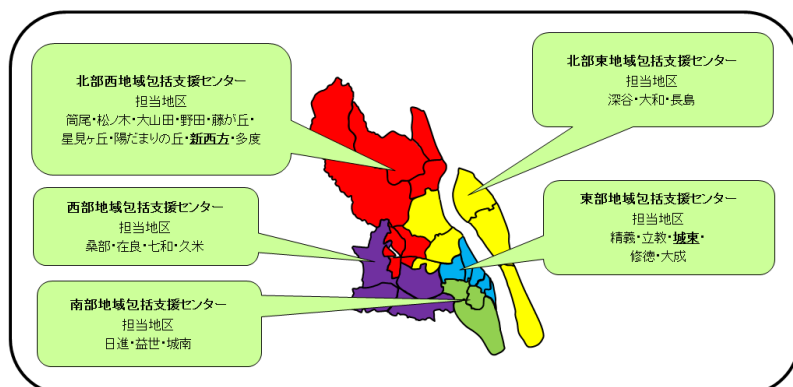 北部西地域包括支援センター
担当地区
筒尾・松ノ木・大山田・野田・藤が丘・
星見ヶ丘・陽だまりの丘・新西方・多度
北部東地域包括支援センター
担当地区
深谷・大和・長島
西部地域包括支援センター
担当地区
桑部・在良・七和・久米
東部地域包括支援センター
担当地区
精義・立教・城東・
修徳・大成
南部地域包括支援センター
担当地区
日進・益世・城南